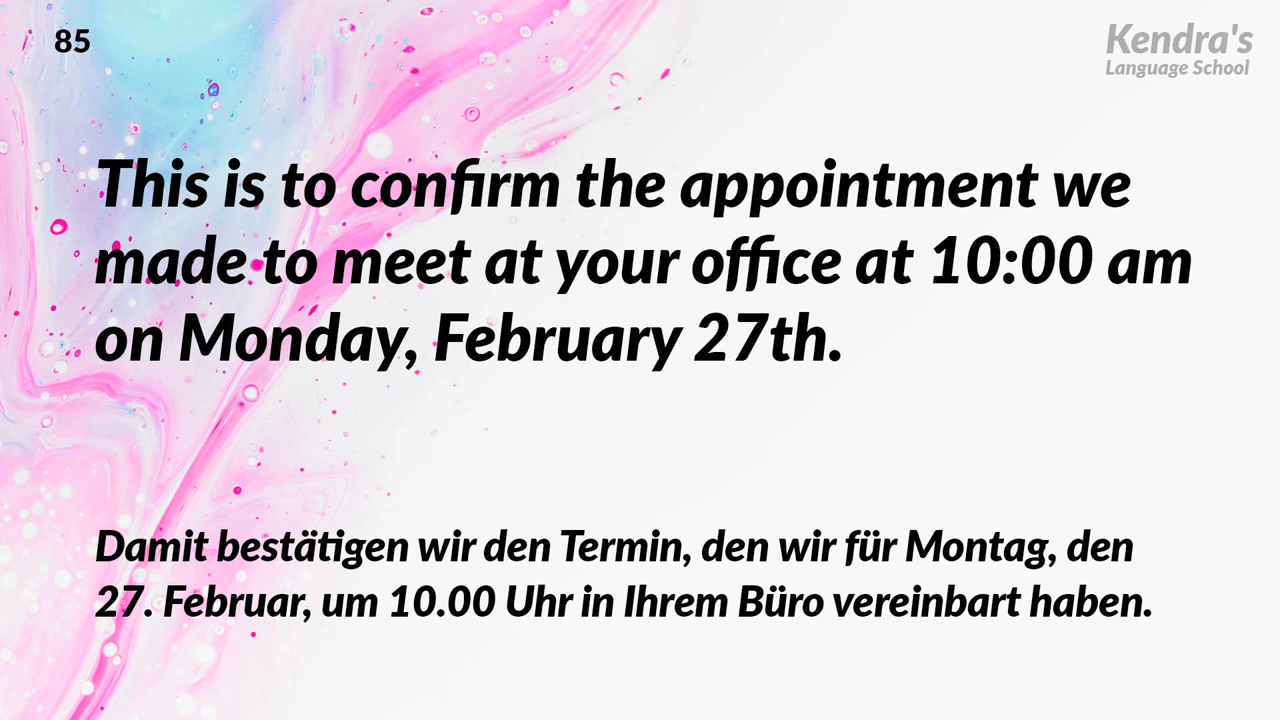 85
Kendra's
Language School
This is to confirm the appointment we
made to meet at your office at 10:00 am
on Monday, February 27th.
Damit bestätigen wir den Termin, den wir für Montag, den
27. Februar, um 10.00 Uhr in Ihrem Büro vereinbart haben.